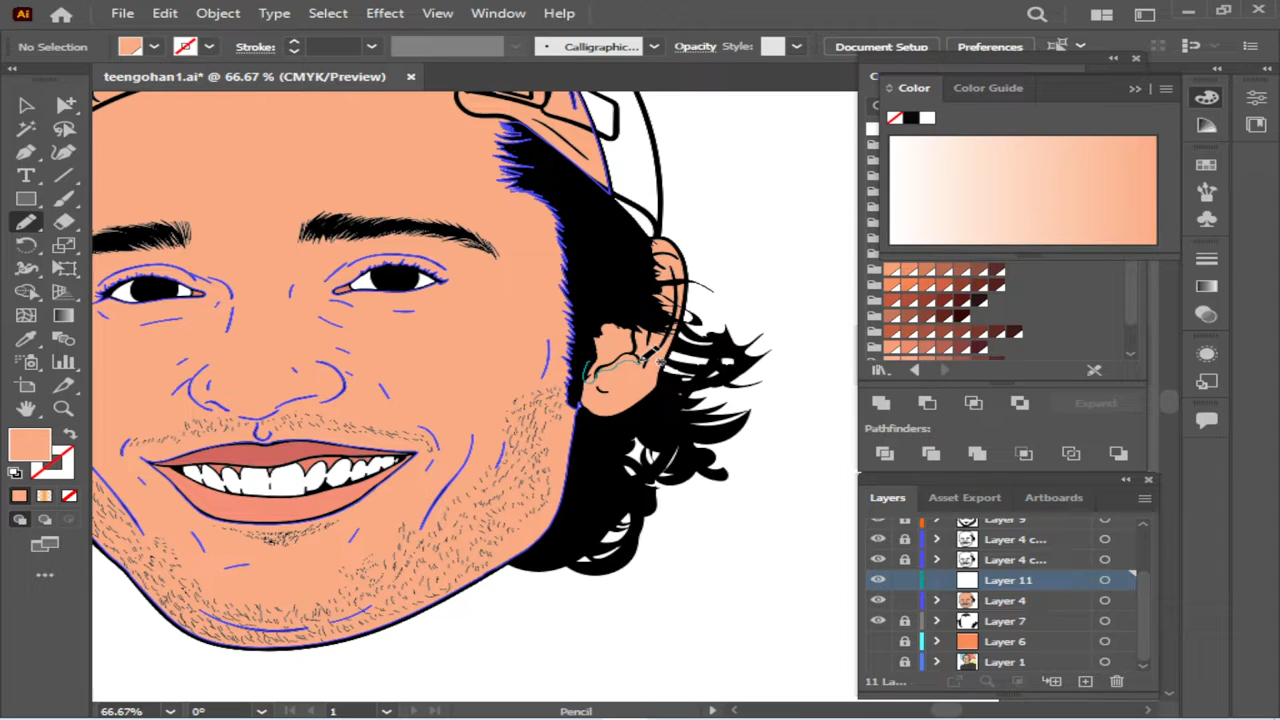 Ai File Edit Object Type Select Effect View Window Help
No Selection Stroke: Calligraphic... Opacity Style: Document Setup Preferences
teengohan1.ai* @ 66.67 % (CMYK/Preview)
Color Color Guide
Expand
Pathfinders:
Layers Asset Export Artboards
Layer 9
Layer 4 c...
Layer 4 c...
Layer 11
Layer 4
Layer 7
Layer 6
Layer 1
11 La...
66.67% 0° 1 Pencil